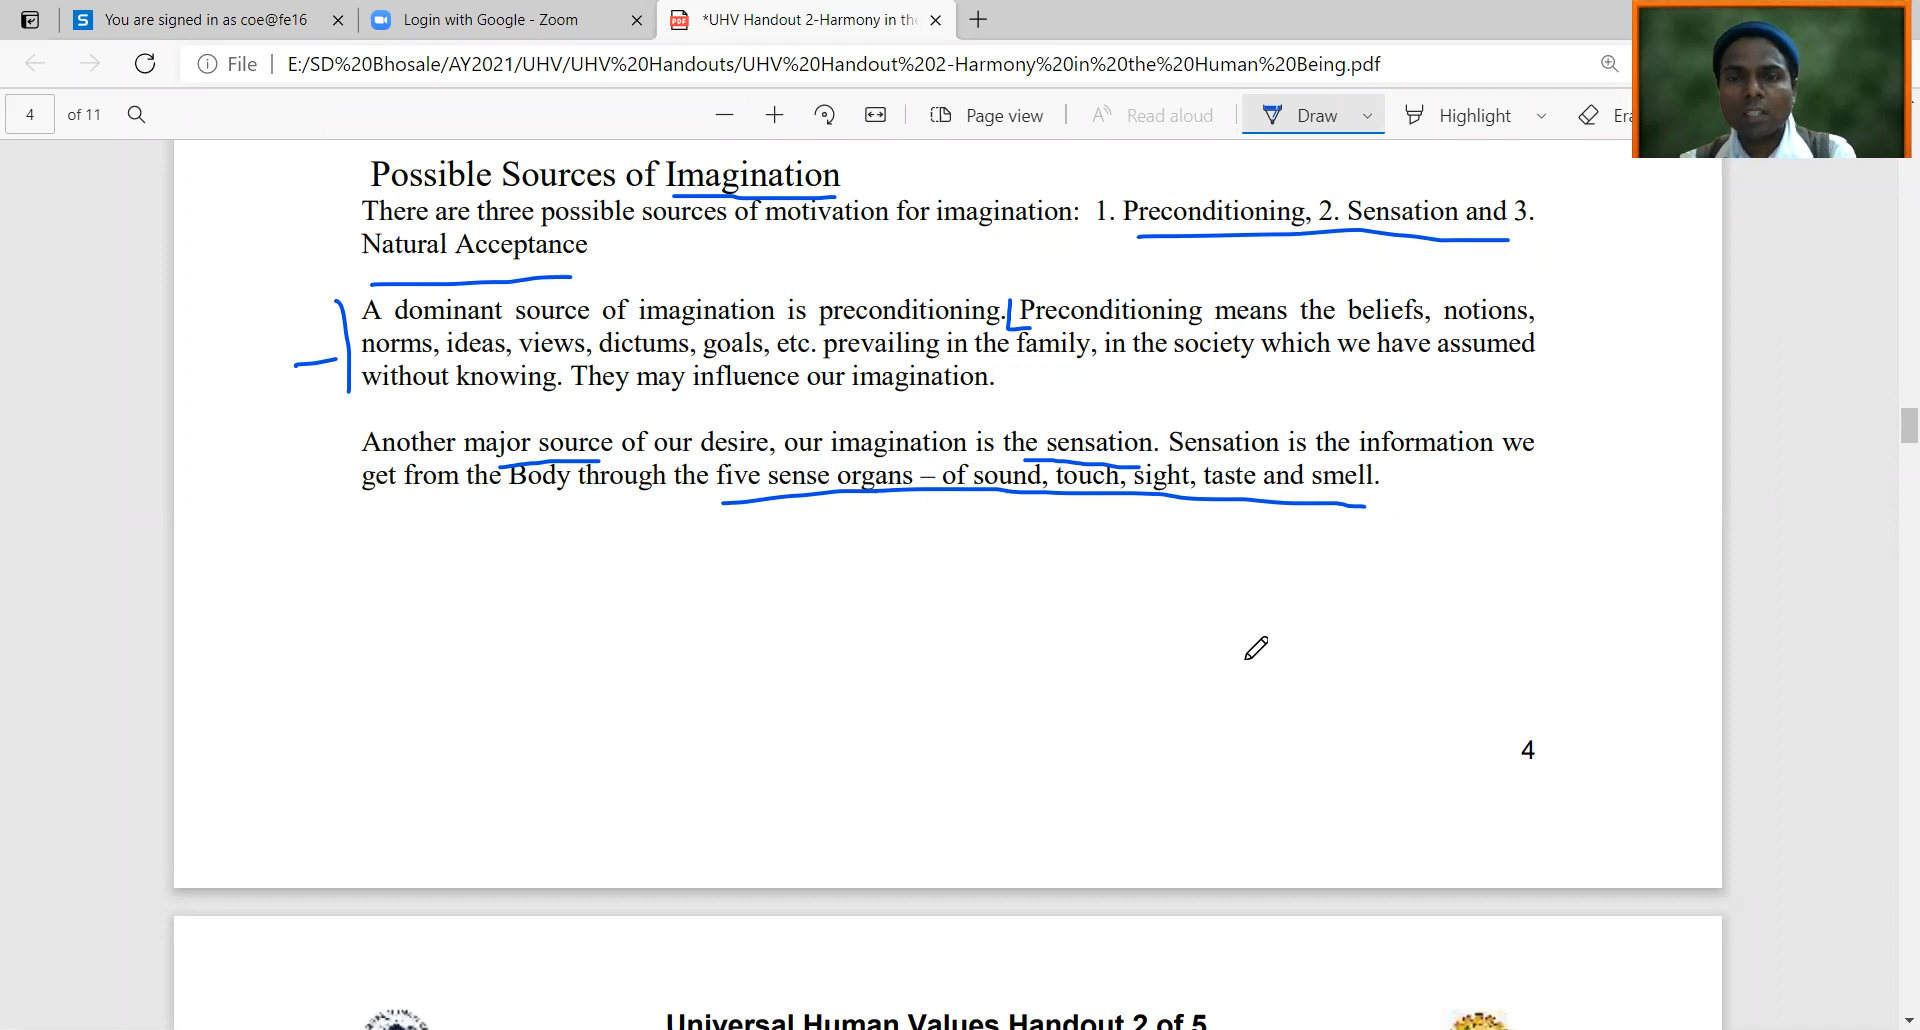 You are signed in as coe@fe16
Login with Google - Zoom
*UHV Handout 2-Harmony in the
File
E:/SD%20Bhosale/AY2021/UHV/UHV%20Handouts/UHV%20Handout%202-Harmony%20in%20the%20Human%20Being.pdf
4 of 11
Page view
Read aloud
Draw
Highlight
Era
Possible Sources of Imagination
There are three possible sources of motivation for imagination: 1. Preconditioning, 2. Sensation and 3.
Natural Acceptance
A dominant source of imagination is preconditioning. Preconditioning means the beliefs, notions,
norms, ideas, views, dictums, goals, etc. prevailing in the family, in the society which we have assumed
without knowing. They may influence our imagination.
Another major source of our desire, our imagination is the sensation. Sensation is the information we
get from the Body through the five sense organs – of sound, touch, sight, taste and smell.
4
Universal Human Values Handout 2 of 5